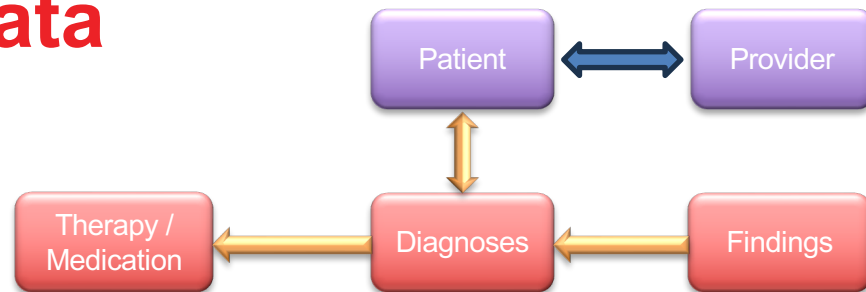 ata
Patient
Provider
Therapy /
Medication
Diagnoses
Findings